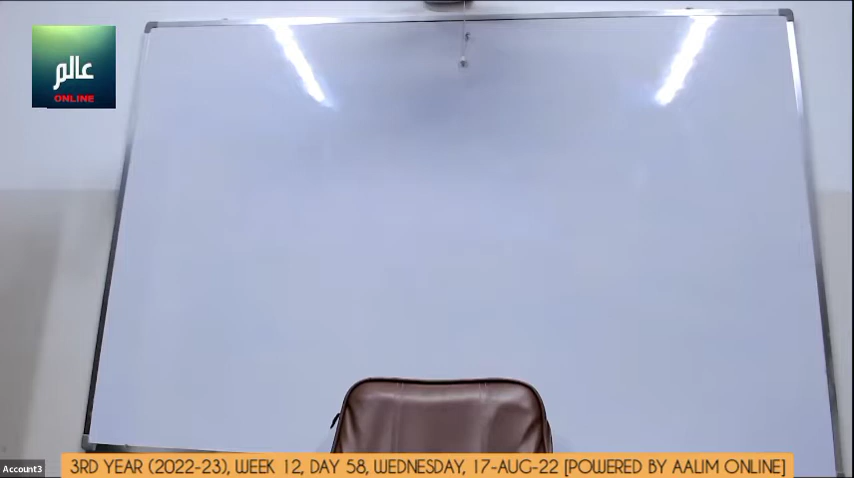 عالم
ONLINE
Account3
3RD YEAR (2022-23), WEEK 12, DAY 58, WEDNESDAY, 17-AUG-22 [POWERED BY AALIM ONLINE]